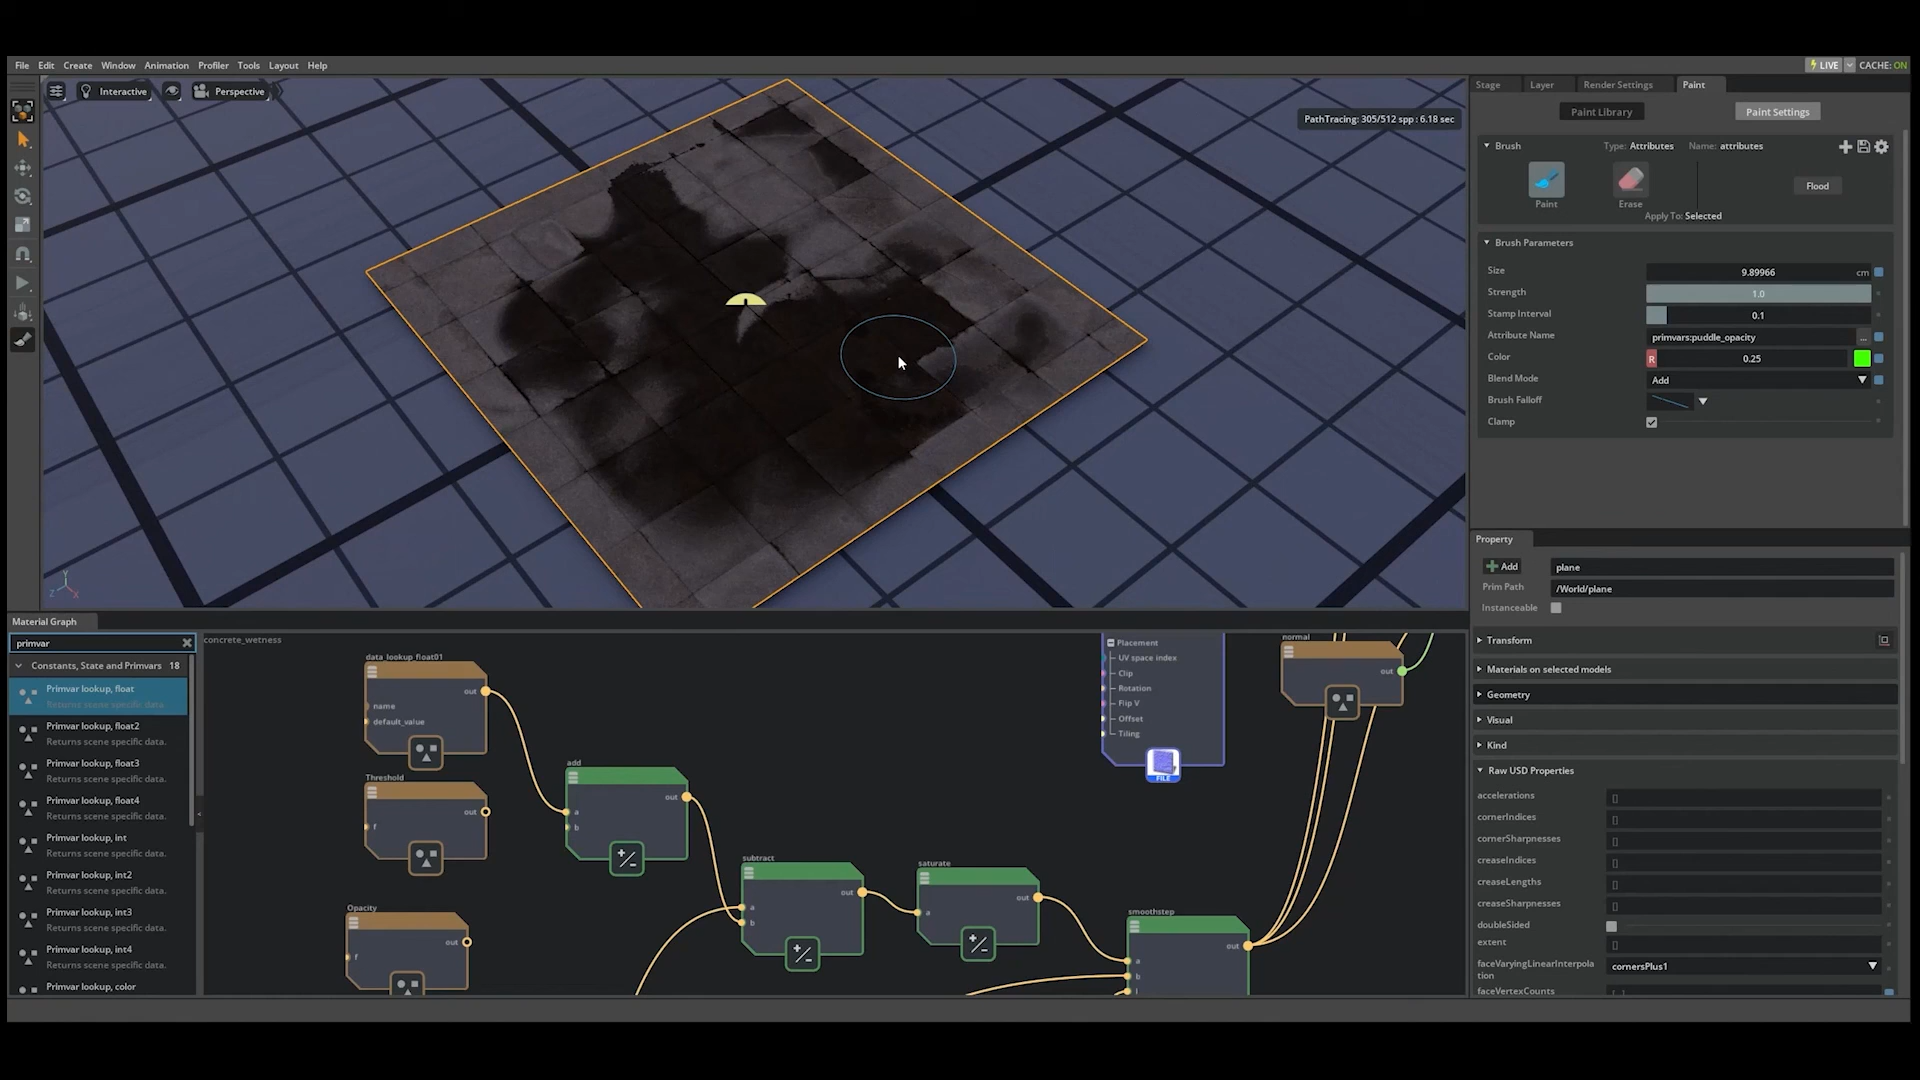 File Edit Create Window Animation Profiler Tools Layout Help
LIVE CACHE: ON
Interactive Perspective
PathTracing: 305/512 spp : 6.18 sec
Stage Layer Render Settings Paint
Paint Library Paint Settings
Brush Type: Attributes Name: attributes
Flood
Paint Erase
Apply To: Selected
Brush Parameters
Size 9.89966 cm
Strength 1.0
Stamp Interval 0.1
Attribute Name primvars:puddle_opacity ...
Color R 0.25
Blend Mode Add
Brush Falloff
Clamp
Property
Add plane
Prim Path /World/plane
Instanceable
Transform
Materials on selected models
Geometry
Visual
Kind
Raw USD Properties
accelerations []
cornerIndices []
cornerSharpnesses []
creaseIndices []
creaseLengths []
creaseSharpnesses []
doubleSided
extent []
faceVaryingLinearInterpola
tion
cornersPlus1
faceVertexCounts
Y
Z X
Material Graph
primvar
Constants, State and Primvars 18
Primvar lookup, float
Returns scene specific data.
Primvar lookup, float2
Returns scene specific data.
Primvar lookup, float3
Returns scene specific data.
Primvar lookup, float4
Returns scene specific data.
Primvar lookup, int
Returns scene specific data.
Primvar lookup, int2
Returns scene specific data.
Primvar lookup, int3
Returns scene specific data.
Primvar lookup, int4
Returns scene specific data.
Primvar lookup, color
concrete_wetness
data_lookup_float01
out
name
default_value
Threshold
out
f
Opacity
out
f
add
out
a
b
subtract
out
a
b
saturate
out
a
smoothstep
out
a
b
l
Placement
UV space index
Clip
Rotation
Flip V
Offset
Tiling
FILE
normal
out